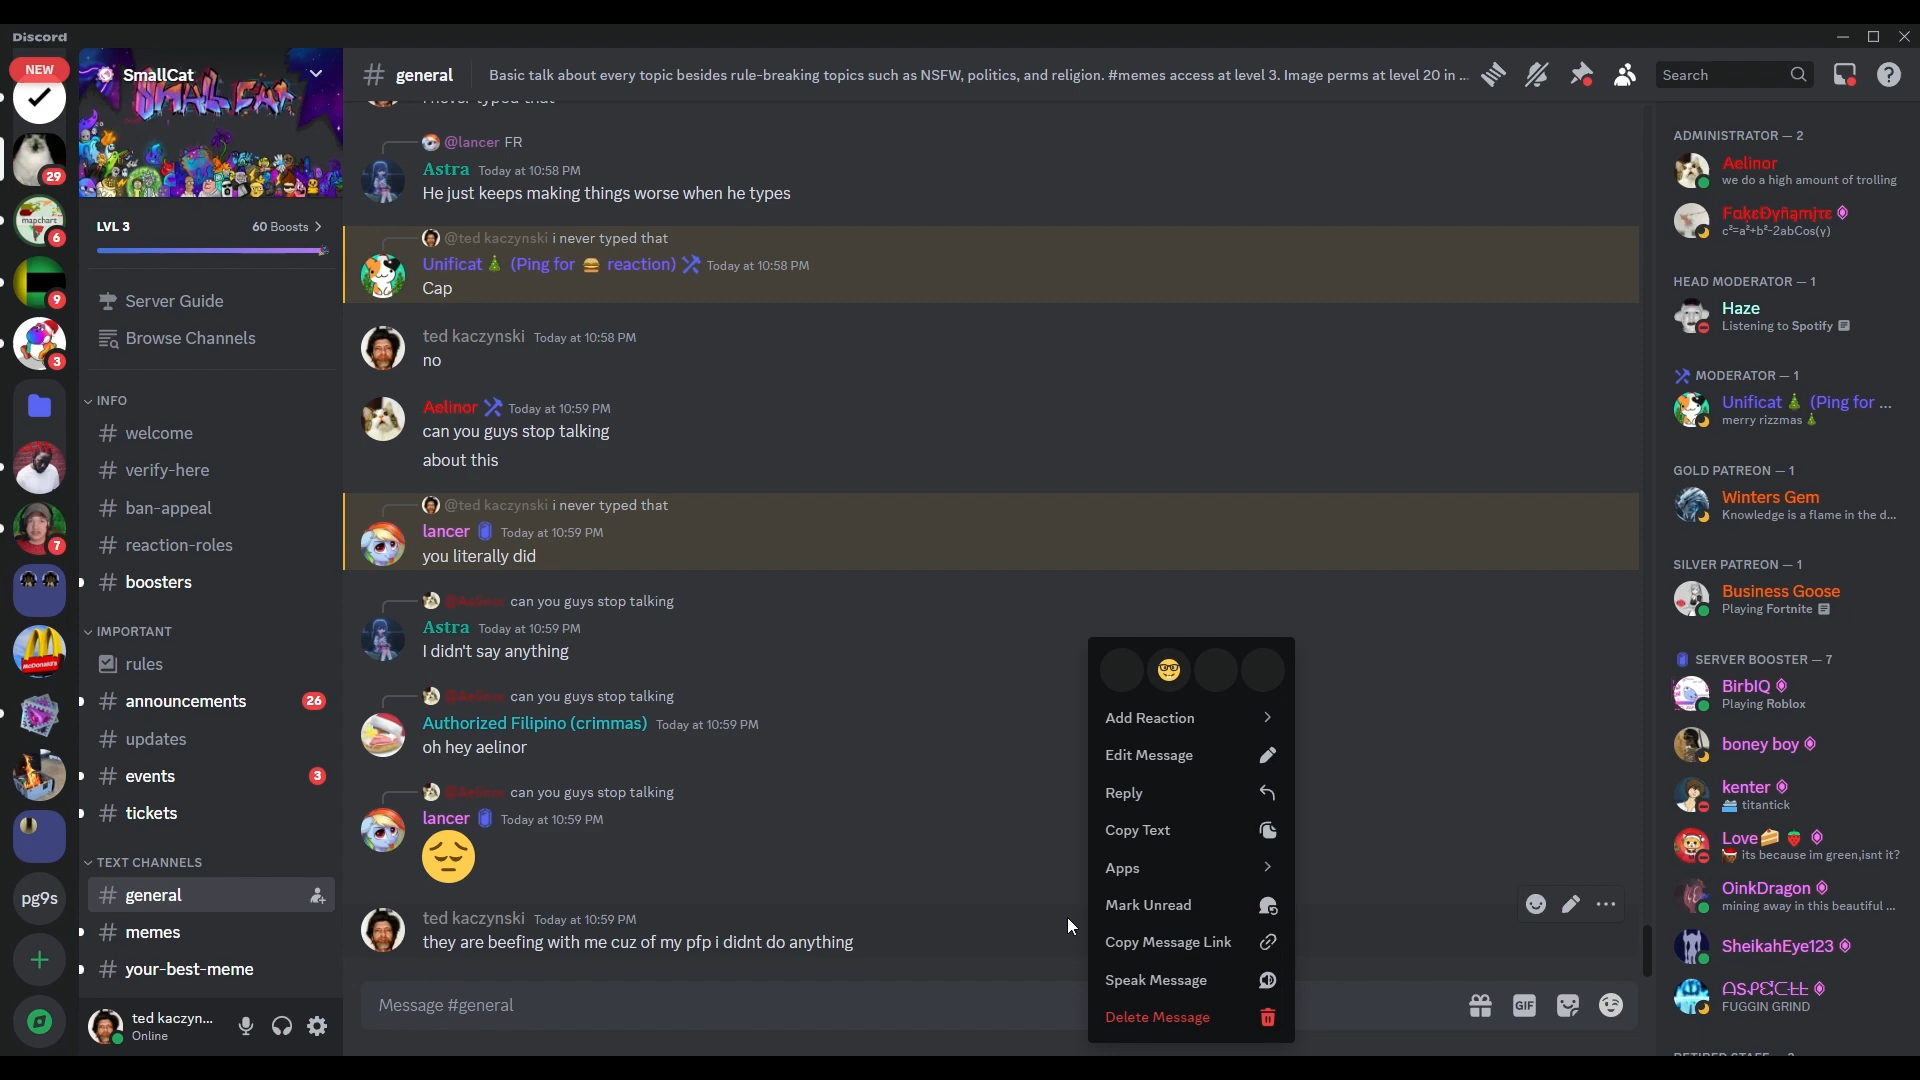 Discord
NEW
29
mapchart
6
9
3
7
McDonald's
pg9s
SmallCat
LVL 3
60 Boosts
Server Guide
Browse Channels
INFO
welcome
verify-here
ban-appeal
reaction-roles
boosters
IMPORTANT
rules
announcements 26
updates
events 3
tickets
TEXT CHANNELS
general
memes
your-best-meme
ted kaczyn...
Online
general
Basic talk about every topic besides rule-breaking topics such as NSFW, politics, and religion. #memes access at level 3. Image perms at level 20 in ...
Search
i never typed that
@lancer FR
Astra Today at 10:58 PM
He just keeps making things worse when he types
@ted kaczynski i never typed that
Unificat🎄 (Ping for 🍔 reaction) Today at 10:58 PM
Cap
ted kaczynski Today at 10:58 PM
no
Aelinor Today at 10:59 PM
can you guys stop talking
about this
@ted kaczynski i never typed that
lancer Today at 10:59 PM
you literally did
@Aelinor can you guys stop talking
Astra Today at 10:59 PM
I didn't say anything
@Aelinor can you guys stop talking
Authorized Filipino (crimmas) Today at 10:59 PM
oh hey aelinor
@Aelinor can you guys stop talking
lancer Today at 10:59 PM
😔
ted kaczynski Today at 10:59 PM
they are beefing with me cuz of my pfp i didnt do anything
Message #general
GIF
Add Reaction
Edit Message
Reply
Copy Text
Apps
Mark Unread
Copy Message Link
Speak Message
Delete Message
ADMINISTRATOR — 2
Aelinor
we do a high amount of trolling
c²=a²+b²-2abCos(γ)
HEAD MODERATOR — 1
Haze
Listening to Spotify
MODERATOR — 1
Unificat🎄 (Ping for ...
merry rizzmas🎄
GOLD PATREON — 1
Winters Gem
Knowledge is a flame in the d...
SILVER PATREON — 1
Business Goose
Playing Fortnite
SERVER BOOSTER — 7
BirbIQ
Playing Roblox
boney boy
kenter
titantick
Love🍰 🍓
its because im green,isnt it?
OinkDragon
mining away in this beautiful ...
SheikahEye123
FUGGIN GRIND